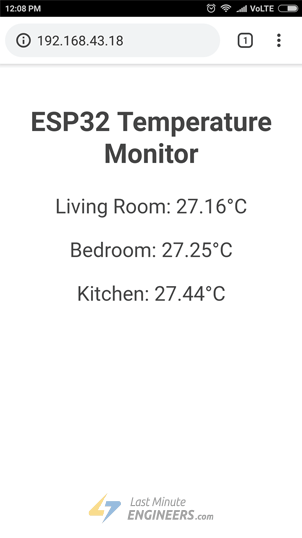 12:08 PM VoLTE
192.168.43.18 1
ESP32 Temperature
Monitor
Living Room: 27.16°C
Bedroom: 27.25°C
Kitchen: 27.44°C
Last Minute
ENGINEERS.com